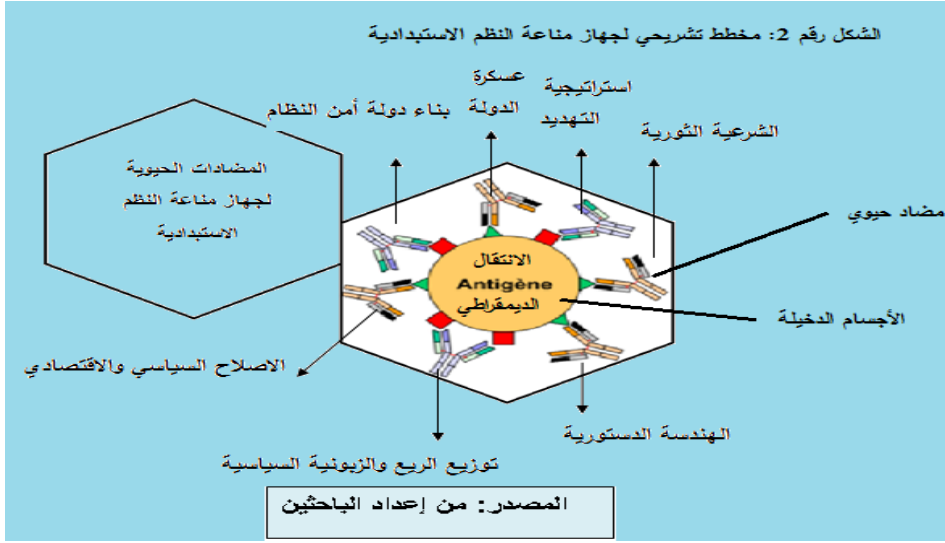 الشكل رقم 2: مخطط تشريحي لجهاز مناعة النظم الاستبدادية
عسكرة
الدولة
استراتيجية
التهديد
بناء دولة أمن النظام
الشرعية الثورية
المضادات الحيوية
لجهاز مناعة النظم
الاستبدادية
مضاد حيوي
الانتقال
Antigène
الديمقراطي
الأجسام الدخيلة
الاصلاح السياسي والاقتصادي
الهندسة الدستورية
توزيع الريع والزبونية السياسية
المصدر: من إعداد الباحثين